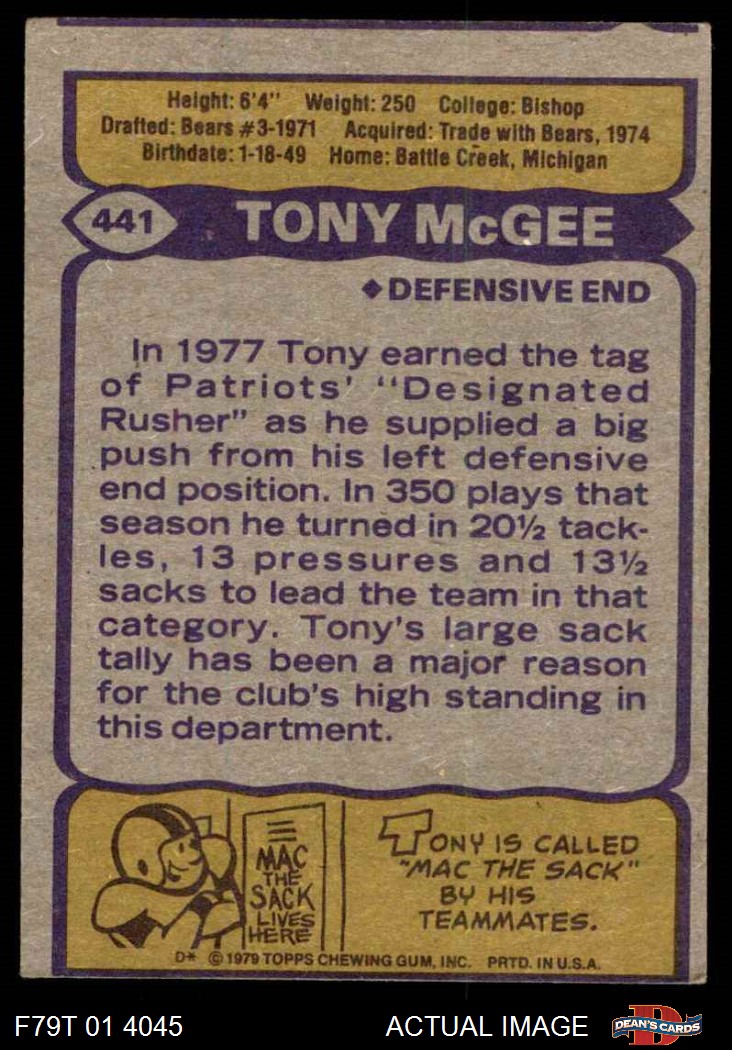 Height: 6'4" Weight: 250 College: Bishop
Drafted: Bears #3-1971 Acquired: Trade with Bears, 1974
Birthdate: 1-18-49 Home: Battle Creek, Michigan
441 TONY McGEE
◆DEFENSIVE END
In 1977 Tony earned the tag
of Patriots' "Designated
Rusher" as he supplied a big
push from his left defensive
end position. In 350 plays that
season he turned in 20½ tack-
les, 13 pressures and 13½
sacks to lead the team in that
category. Tony's large sack
tally has been a major reason
for the club's high standing in
this department.
MAC
THE
SACK
LIVES
HERE
TONY IS CALLED
"MAC THE SACK"
BY HIS
TEAMMATES.
D* © 1979 TOPPS CHEWING GUM, INC. PRTD. IN U.S.A.
F79T 01 4045 ACTUAL IMAGE DEAN'S CARDS